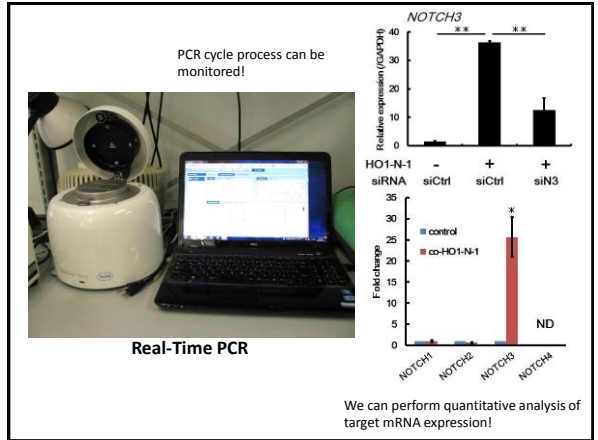 PCR cycle process can be
monitored!
Real-Time PCR
NOTCH3
** **
Relative expression (/GAPDH)
40
30
20
10
0
HO1-N-1 - + +
siRNA siCtrl siCtrl siN3
Fold change
35
30
25
20
15
10
5
0
control
co-HO1-N-1
*
ND
NOTCH1 NOTCH2 NOTCH3 NOTCH4
We can perform quantitative analysis of
target mRNA expression!